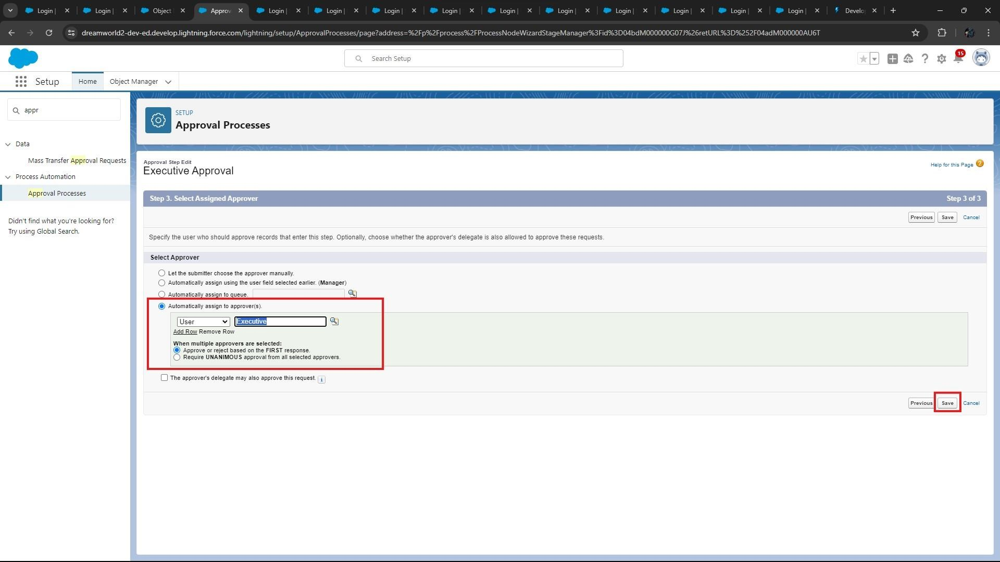 Login |
Login |
Object
Approv
Login |
Login |
Login |
Login |
Login |
Login |
Login |
Login |
Login |
Login |
Develo
dreamworld2-dev-ed.develop.lightning.force.com/lightning/setup/ApprovalProcesses/page?address=%2Fp%2Fprocess%2FProcessNodeWizardStageManager%3Fid%3D04bdM000000G07J%26retURL%3D%252F04adM000000AU6T
Search Setup
15
Setup
Home
Object Manager
appr
Data
Mass Transfer Approval Requests
Process Automation
Approval Processes
Didn't find what you're looking for?
Try using Global Search.
SETUP
Approval Processes
Approval Step Edit
Executive Approval
Help for this Page ?
Step 3. Select Assigned Approver
Step 3 of 3
Previous Save Cancel
Specify the user who should approve records that enter this step. Optionally, choose whether the approver's delegate is also allowed to approve these requests.
Select Approver
Let the submitter choose the approver manually.
Automatically assign using the user field selected earlier. (Manager)
Automatically assign to queue.
Automatically assign to approver(s).
User Executive
Add Row Remove Row
When multiple approvers are selected:
Approve or reject based on the FIRST response.
Require UNANIMOUS approval from all selected approvers.
The approver's delegate may also approve this request. i
Previous Save Cancel